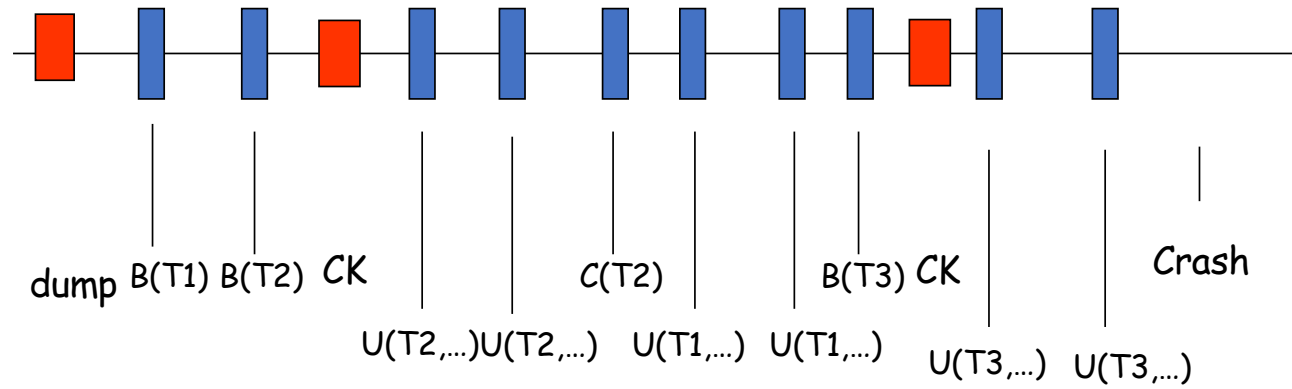 dump B(T1) B(T2) CK C(T2) B(T3) CK Crash
U(T2,...)U(T2,...) U(T1,...) U(T1,...) U(T3,...) U(T3,...)